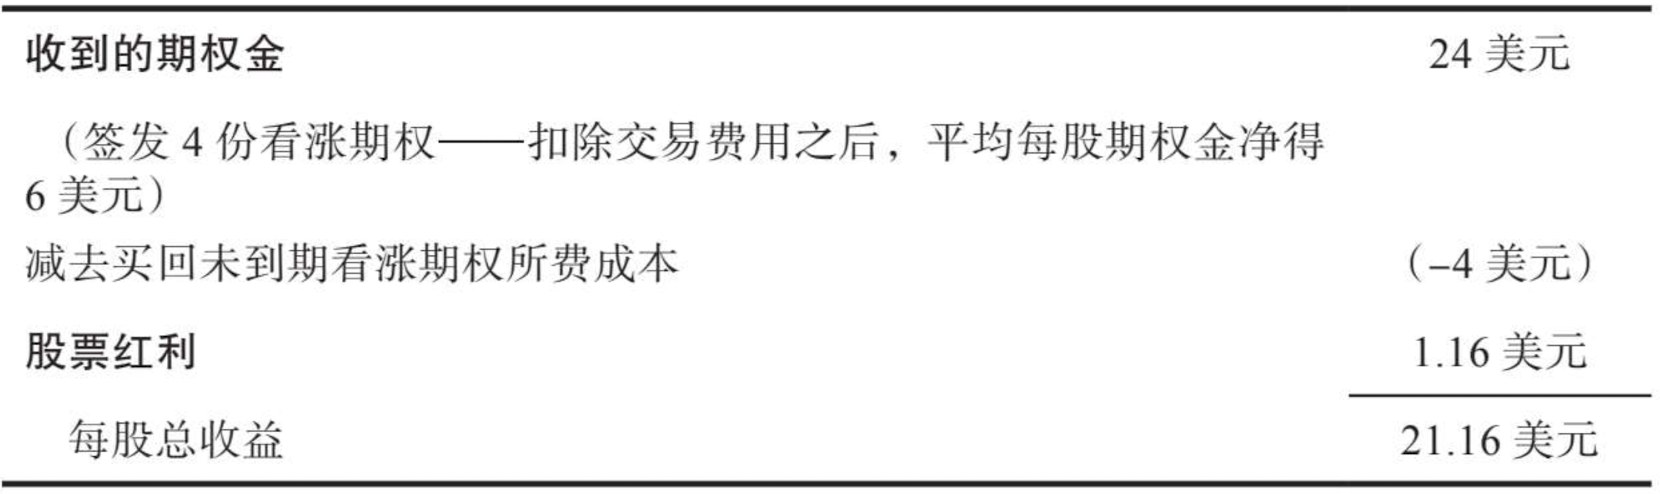 收到的期权金 24 美元
（签发 4 份看涨期权——扣除交易费用之后，平均每股期权金净得
6 美元）
减去买回未到期看涨期权所费成本 （–4 美元）
股票红利 1.16 美元
每股总收益 21.16 美元